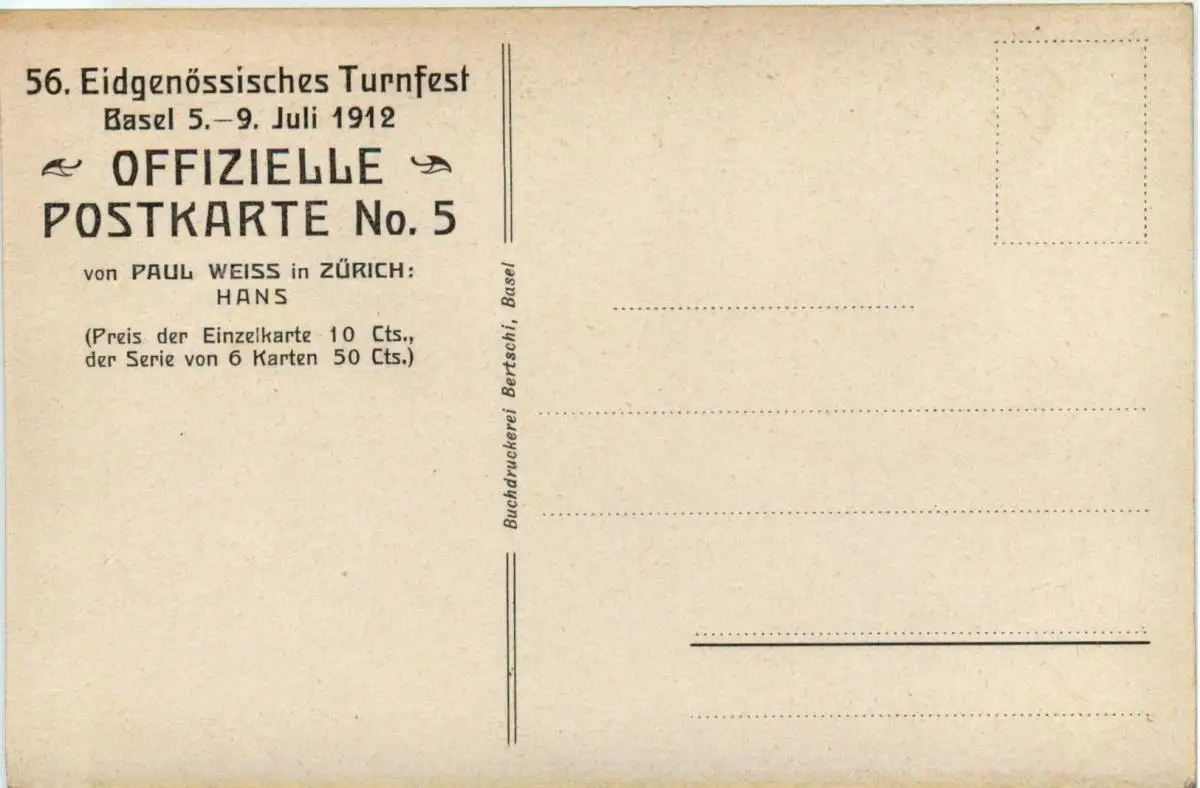 56. Eidgenössisches Turnfest
Basel 5.–9. Juli 1912
OFFIZIELLE
POSTKARTE No. 5
von PAUL WEISS in ZÜRICH:
HANS
(Preis der Einzelkarte 10 Cts.,
der Serie von 6 Karten 50 Cts.)
Buchdruckerei Bertschi, Basel